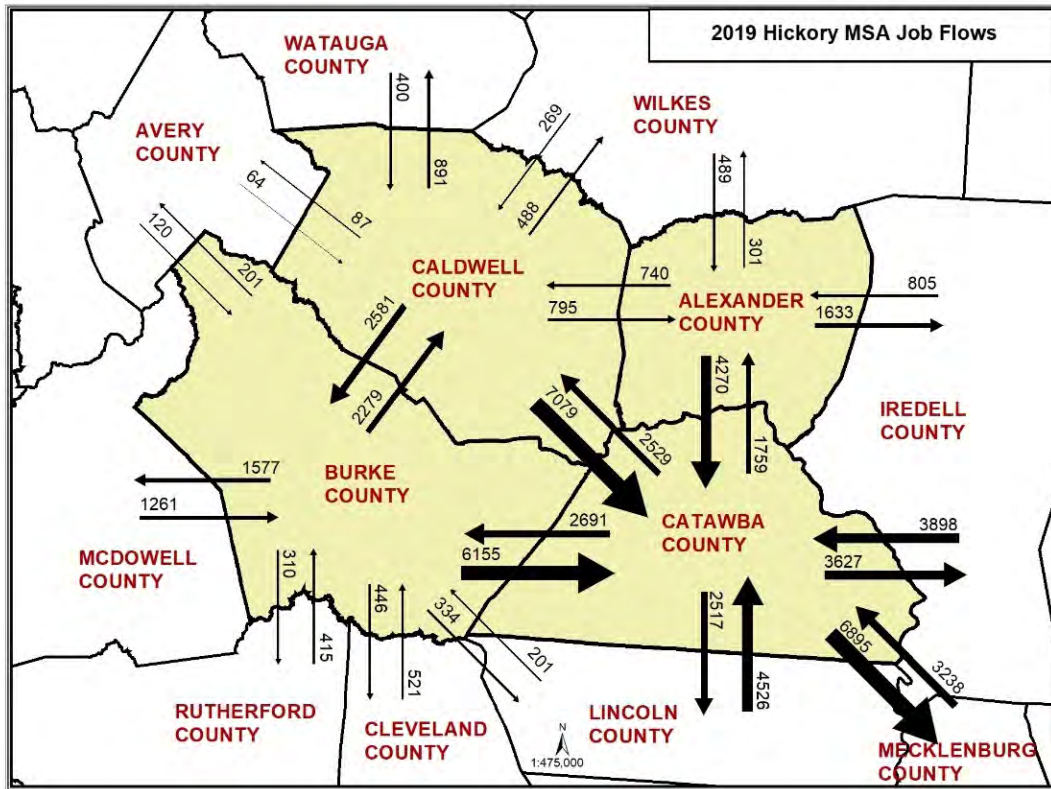 2019 Hickory MSA Job Flows
WATAUGA
COUNTY
WILKES
COUNTY
AVERY
COUNTY
400
891
269
488
489
301
64
87
120
201
CALDWELL
COUNTY
740
795
ALEXANDER
COUNTY
805
1633
2581
2279
7079
2529
4270
1759
IREDELL
COUNTY
BURKE
COUNTY
1577
1261
2691
6155
CATAWBA
COUNTY
3898
3627
MCDOWELL
COUNTY
310
415
446
521
334
201
2517
4526
6895
3238
RUTHERFORD
COUNTY
CLEVELAND
COUNTY
LINCOLN
COUNTY
N
1:475,000
MECKLENBURG
COUNTY